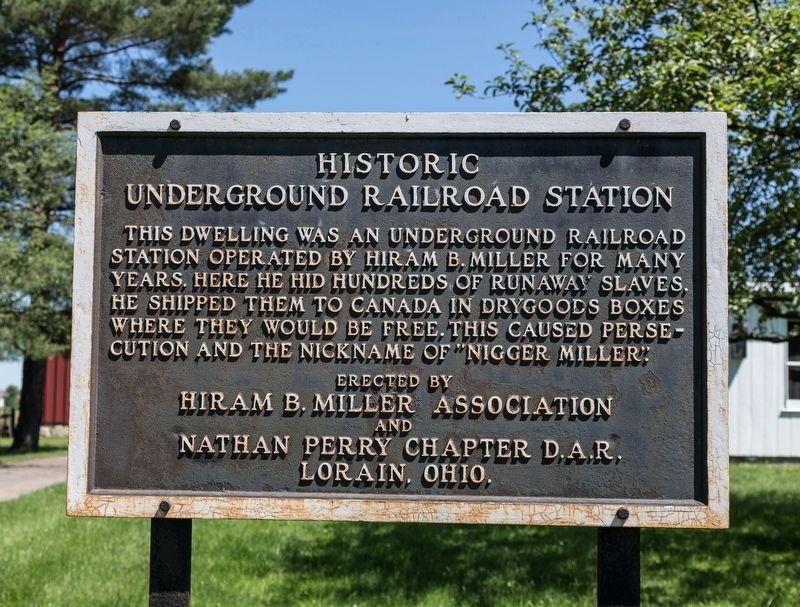 HISTORIC
UNDERGROUND RAILROAD STATION
THIS DWELLING WAS AN UNDERGROUND RAILROAD
STATION OPERATED BY HIRAM B. MILLER FOR MANY
YEARS. HERE HE HID HUNDREDS OF RUNAWAY SLAVES.
HE SHIPPED THEM TO CANADA IN DRYGOODS BOXES
WHERE THEY WOULD BE FREE. THIS CAUSED PERSE-
CUTION AND THE NICKNAME OF "NIGGER MILLER".
ERECTED BY
HIRAM B. MILLER ASSOCIATION
AND
NATHAN PERRY CHAPTER D.A.R.
LORAIN, OHIO.